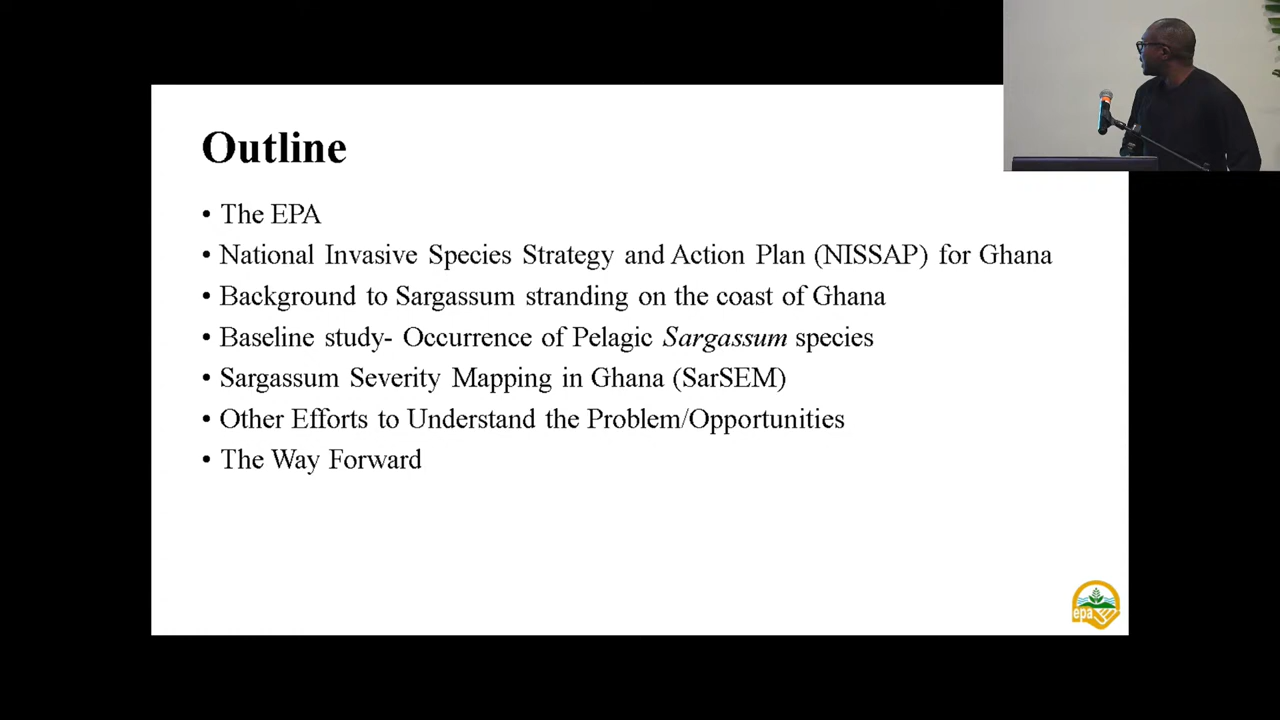 Outline
• The EPA
• National Invasive Species Strategy and Action Plan (NISSAP) for Ghana
• Background to Sargassum stranding on the coast of Ghana
• Baseline study- Occurrence of Pelagic Sargassum species
• Sargassum Severity Mapping in Ghana (SarSEM)
• Other Efforts to Understand the Problem/Opportunities
• The Way Forward
epa